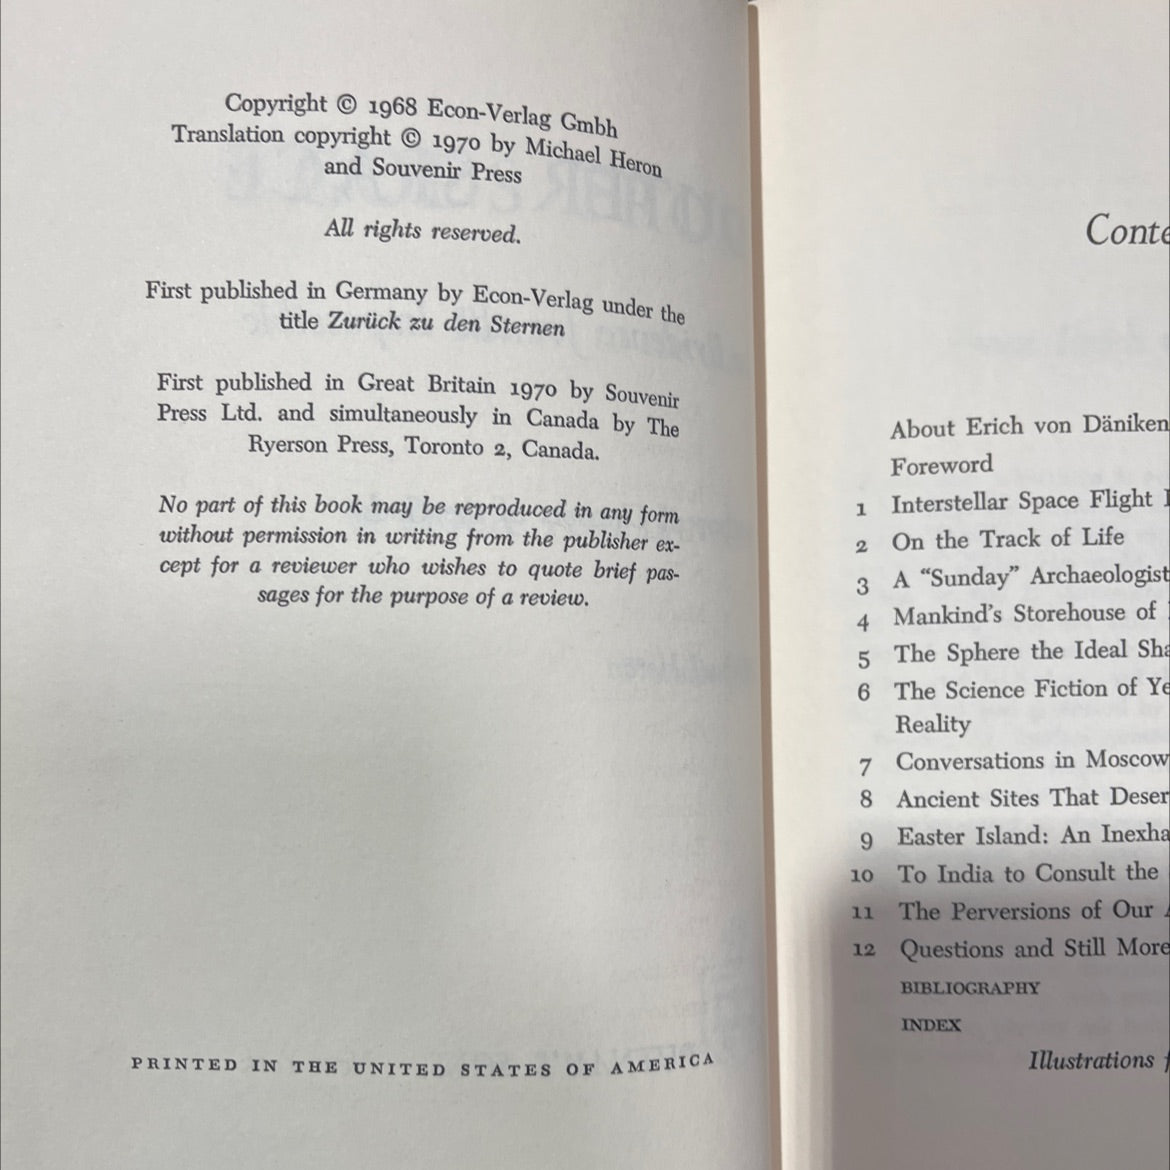 Copyright © 1968 Econ-Verlag Gmbh
Translation copyright © 1970 by Michael Heron
and Souvenir Press
All rights reserved.
First published in Germany by Econ-Verlag under the
title Zurück zu den Sternen
First published in Great Britain 1970 by Souvenir
Press Ltd. and simultaneously in Canada by The
Ryerson Press, Toronto 2, Canada.
No part of this book may be reproduced in any form
without permission in writing from the publisher ex-
cept for a reviewer who wishes to quote brief pas-
sages for the purpose of a review.
PRINTED IN THE UNITED STATES OF AMERICA
Conte
About Erich von Däniken
Foreword
1 Interstellar Space Flight
2 On the Track of Life
3 A “Sunday” Archaeologist
4 Mankind’s Storehouse of
5 The Sphere the Ideal Sha
6 The Science Fiction of Ye
Reality
7 Conversations in Moscow
8 Ancient Sites That Deser
9 Easter Island: An Inexha
10 To India to Consult the
11 The Perversions of Our
12 Questions and Still More
BIBLIOGRAPHY
INDEX
Illustrations